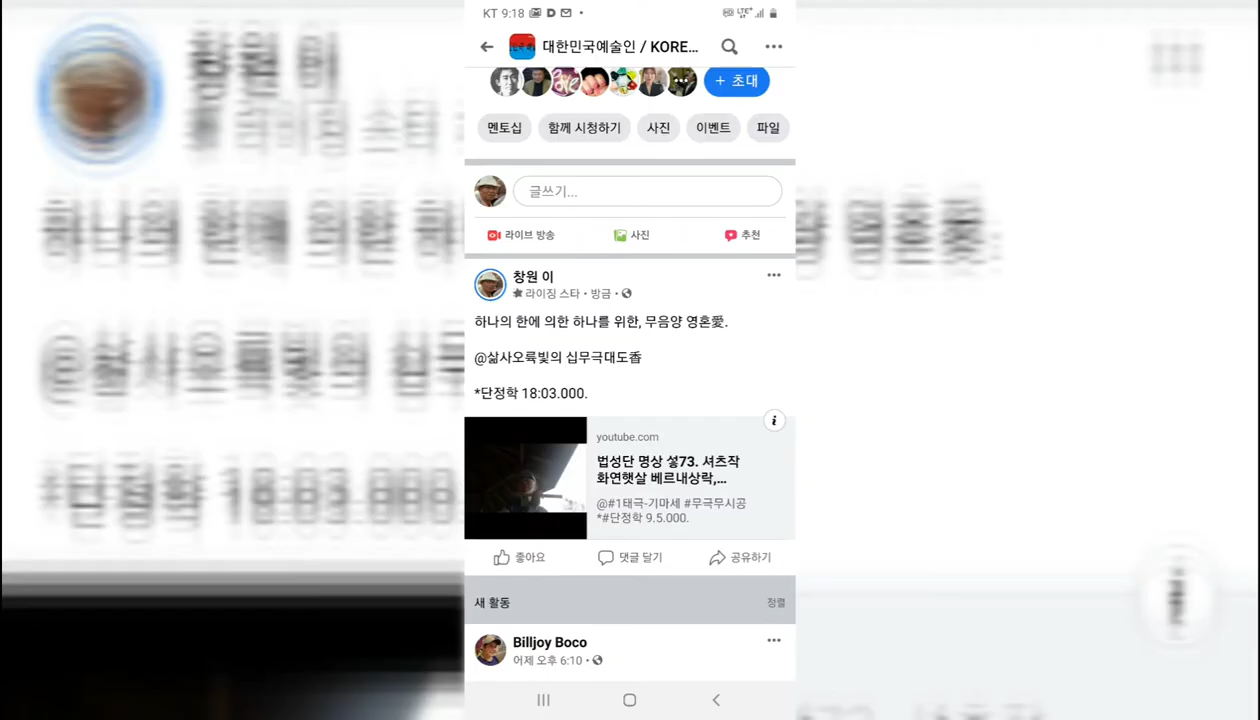 KT 9:18
LTE+
대한민국예술인 / KORE...
+ 초대
멘토십 함께 시청하기 사진 이벤트 파일
글쓰기...
라이브 방송 사진 추천
창원 이
라이징 스타 • 방금 •
하나의 한에 의한 하나를 위한, 무음양 영혼愛.
@삶사오륙빛의 십무극대도좁
*단정학 18:03.000.
youtube.com
법성단 명상 섷73. 셔츠작
화연햇살 베르내상락,...
@#1태극-기마세 #무극무시공
*#단정학 9.5.000.
좋아요 댓글 달기 공유하기
새 활동 정렬
Billjoy Boco
어제 오후 6:10 •